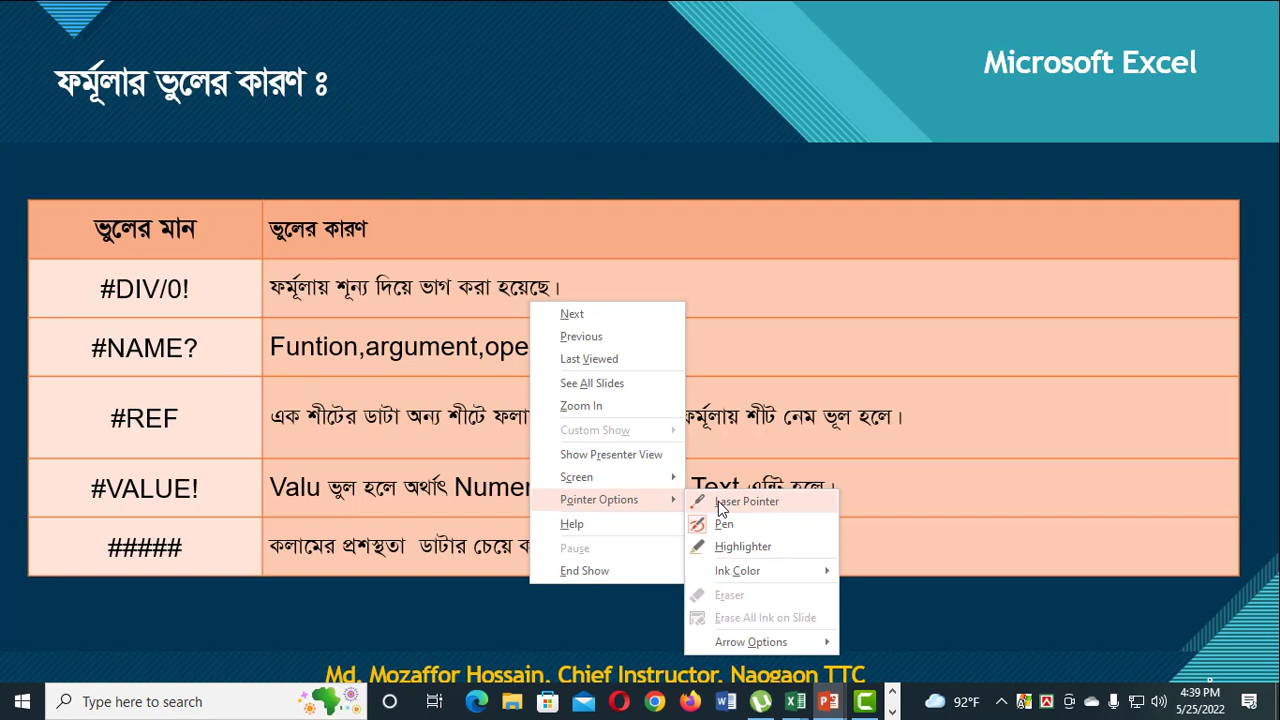 ফর্মূলার ভুলের কারণ ঃ
Microsoft Excel
ভুলের মান
ভুলের কারণ
#DIV/0!
ফর্মূলায় শূন্য দিয়ে ভাগ করা হয়েছে।
#NAME?
Funtion,argument,ope
#REF
এক শীটের ডাটা অন্য শীটে ফলা
ফর্মূলায় শীট নেম ভূল হলে।
#VALUE!
Valu ভুল হলে অর্থাৎ Numer
Text এন্ট্রি হলে।
#####
কলামের প্রশস্থতা ডাটার চেয়ে
Next
Previous
Last Viewed
See All Slides
Zoom In
Custom Show
Show Presenter View
Screen
Pointer Options
Help
Pause
End Show
Laser Pointer
Pen
Highlighter
Ink Color
Eraser
Erase All Ink on Slide
Arrow Options
Md. Mozaffor Hossain, Chief Instructor, Naogaon TTC
Type here to search
92°F
4:39 PM
5/25/2022